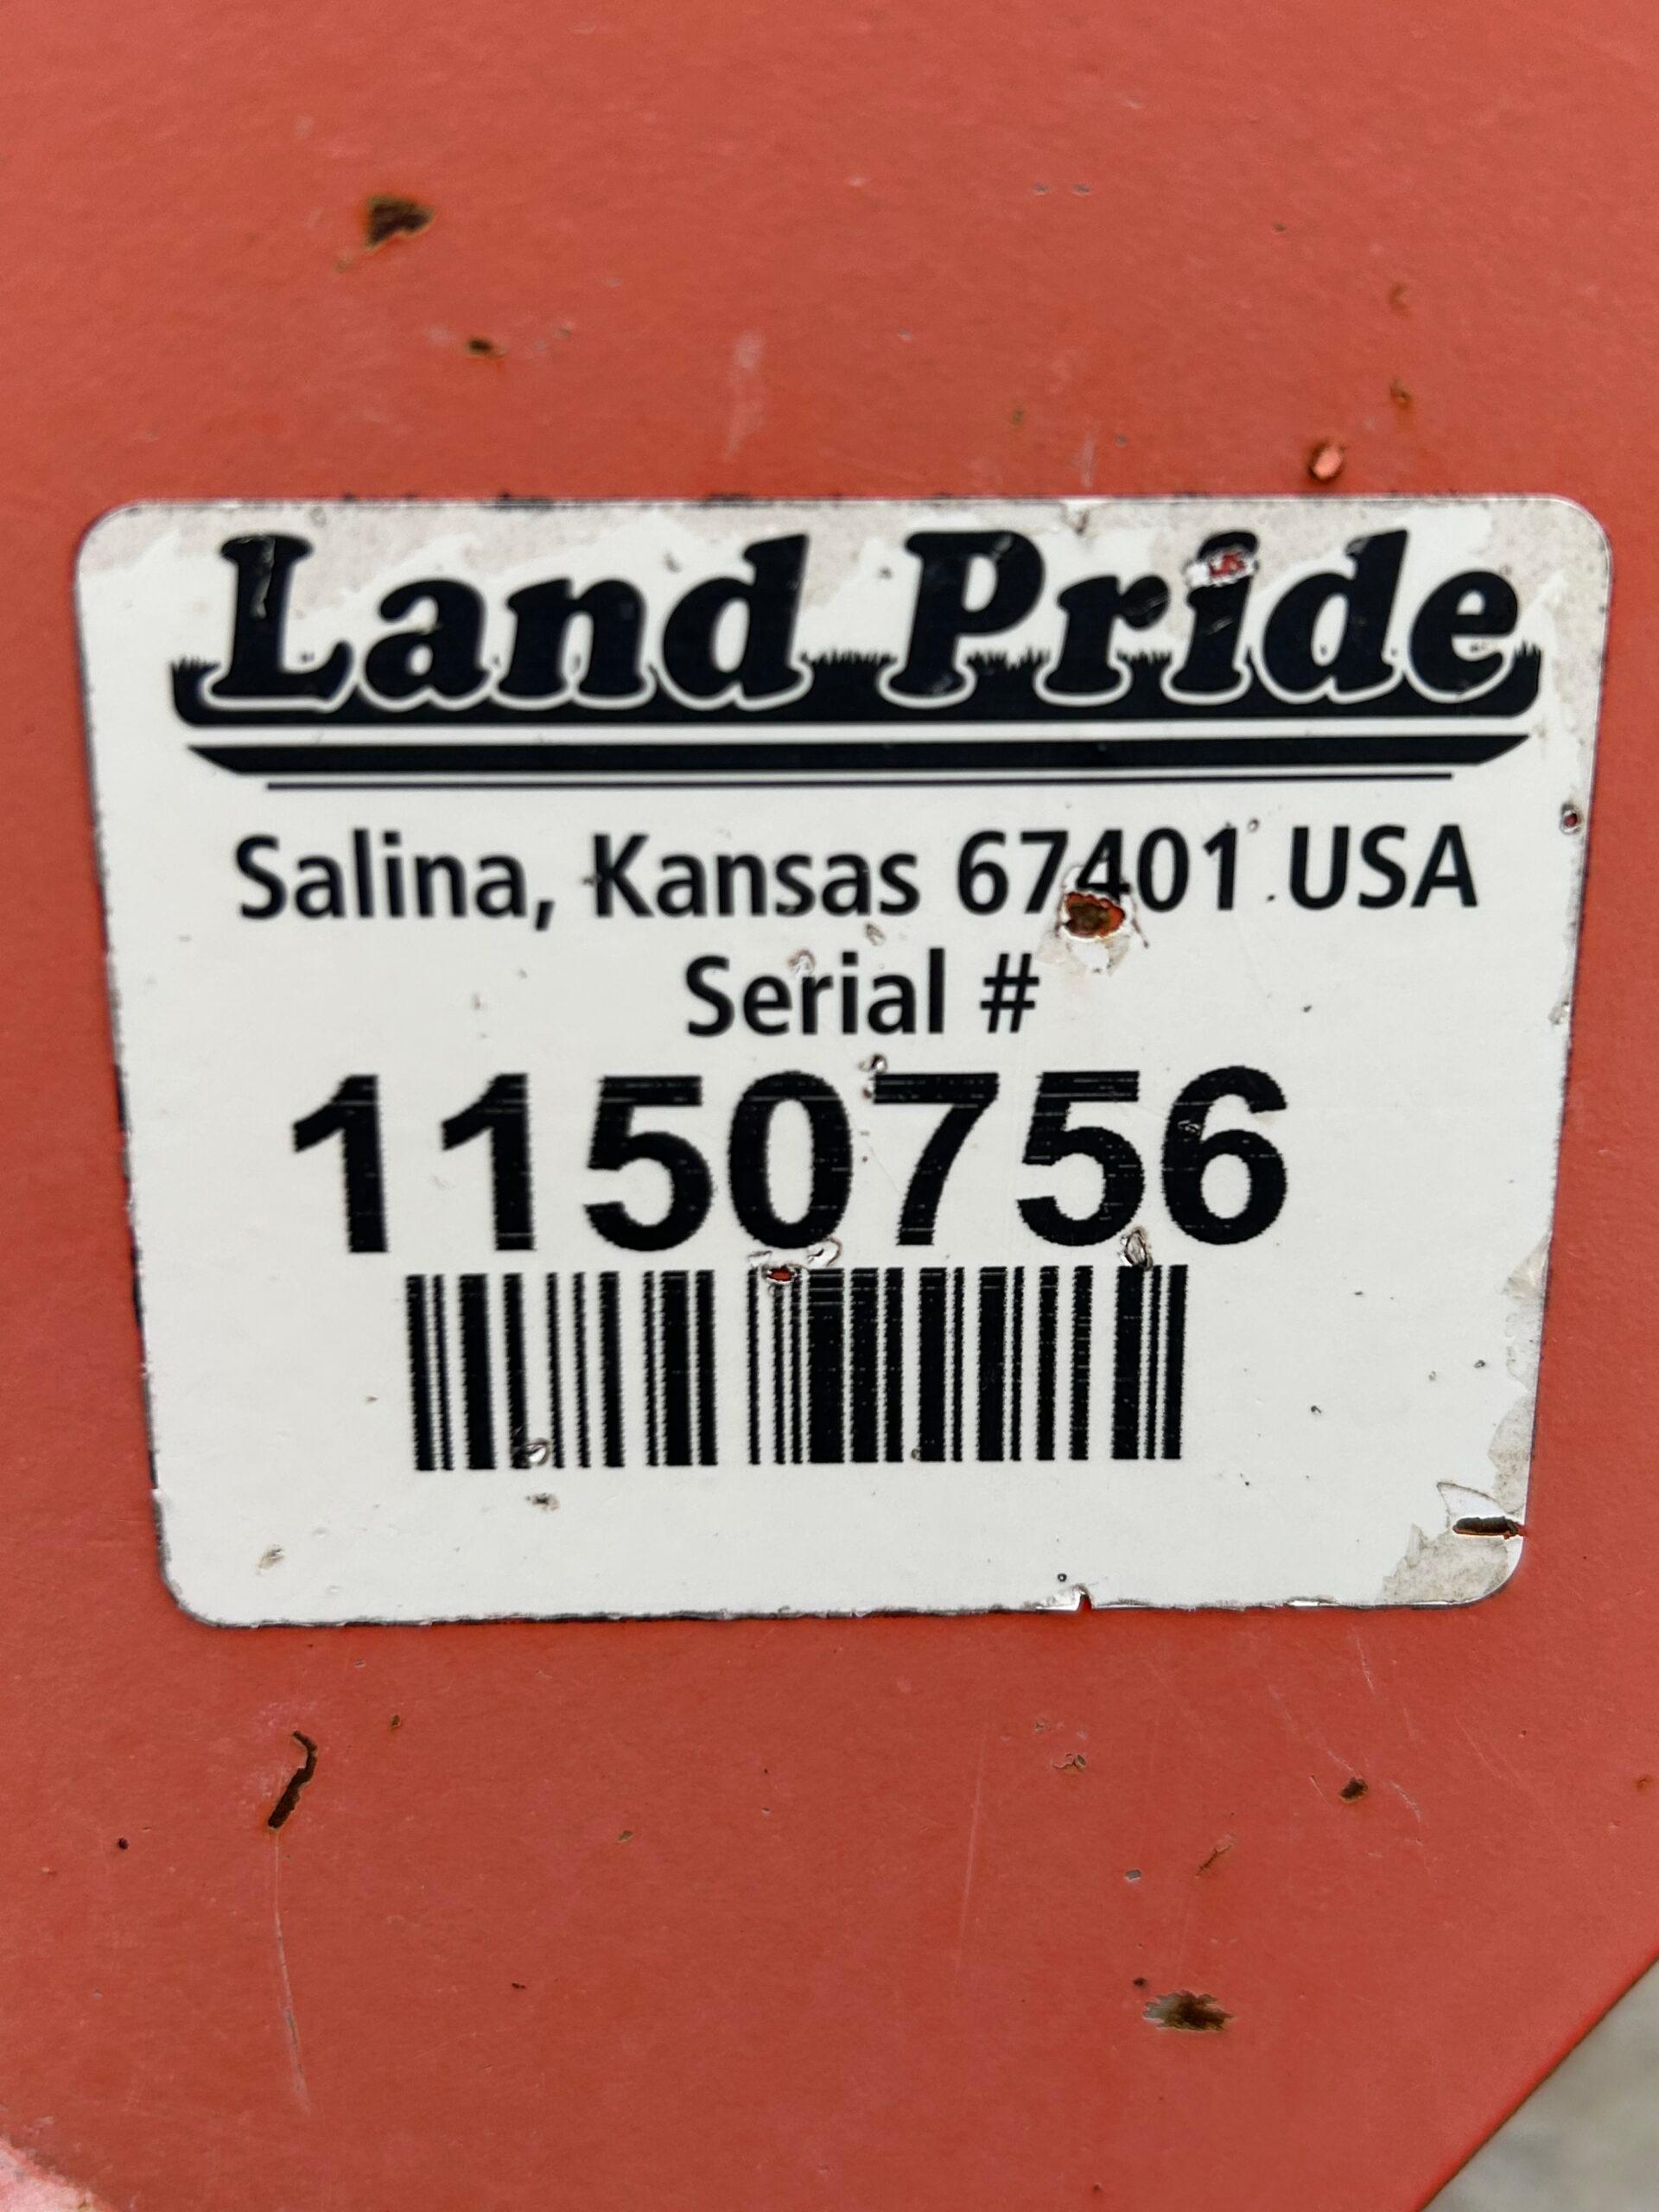 Land Pride
Salina, Kansas 67401 USA
Serial #
1150756